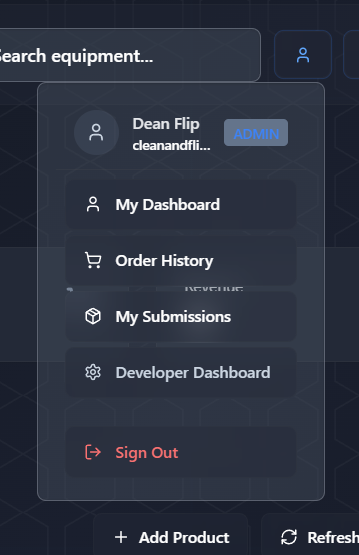 Search equipment...
Dean Flip
cleanandfli...
ADMIN
My Dashboard
Order History
Revenue
My Submissions
Developer Dashboard
Sign Out
Add Product
Refresh